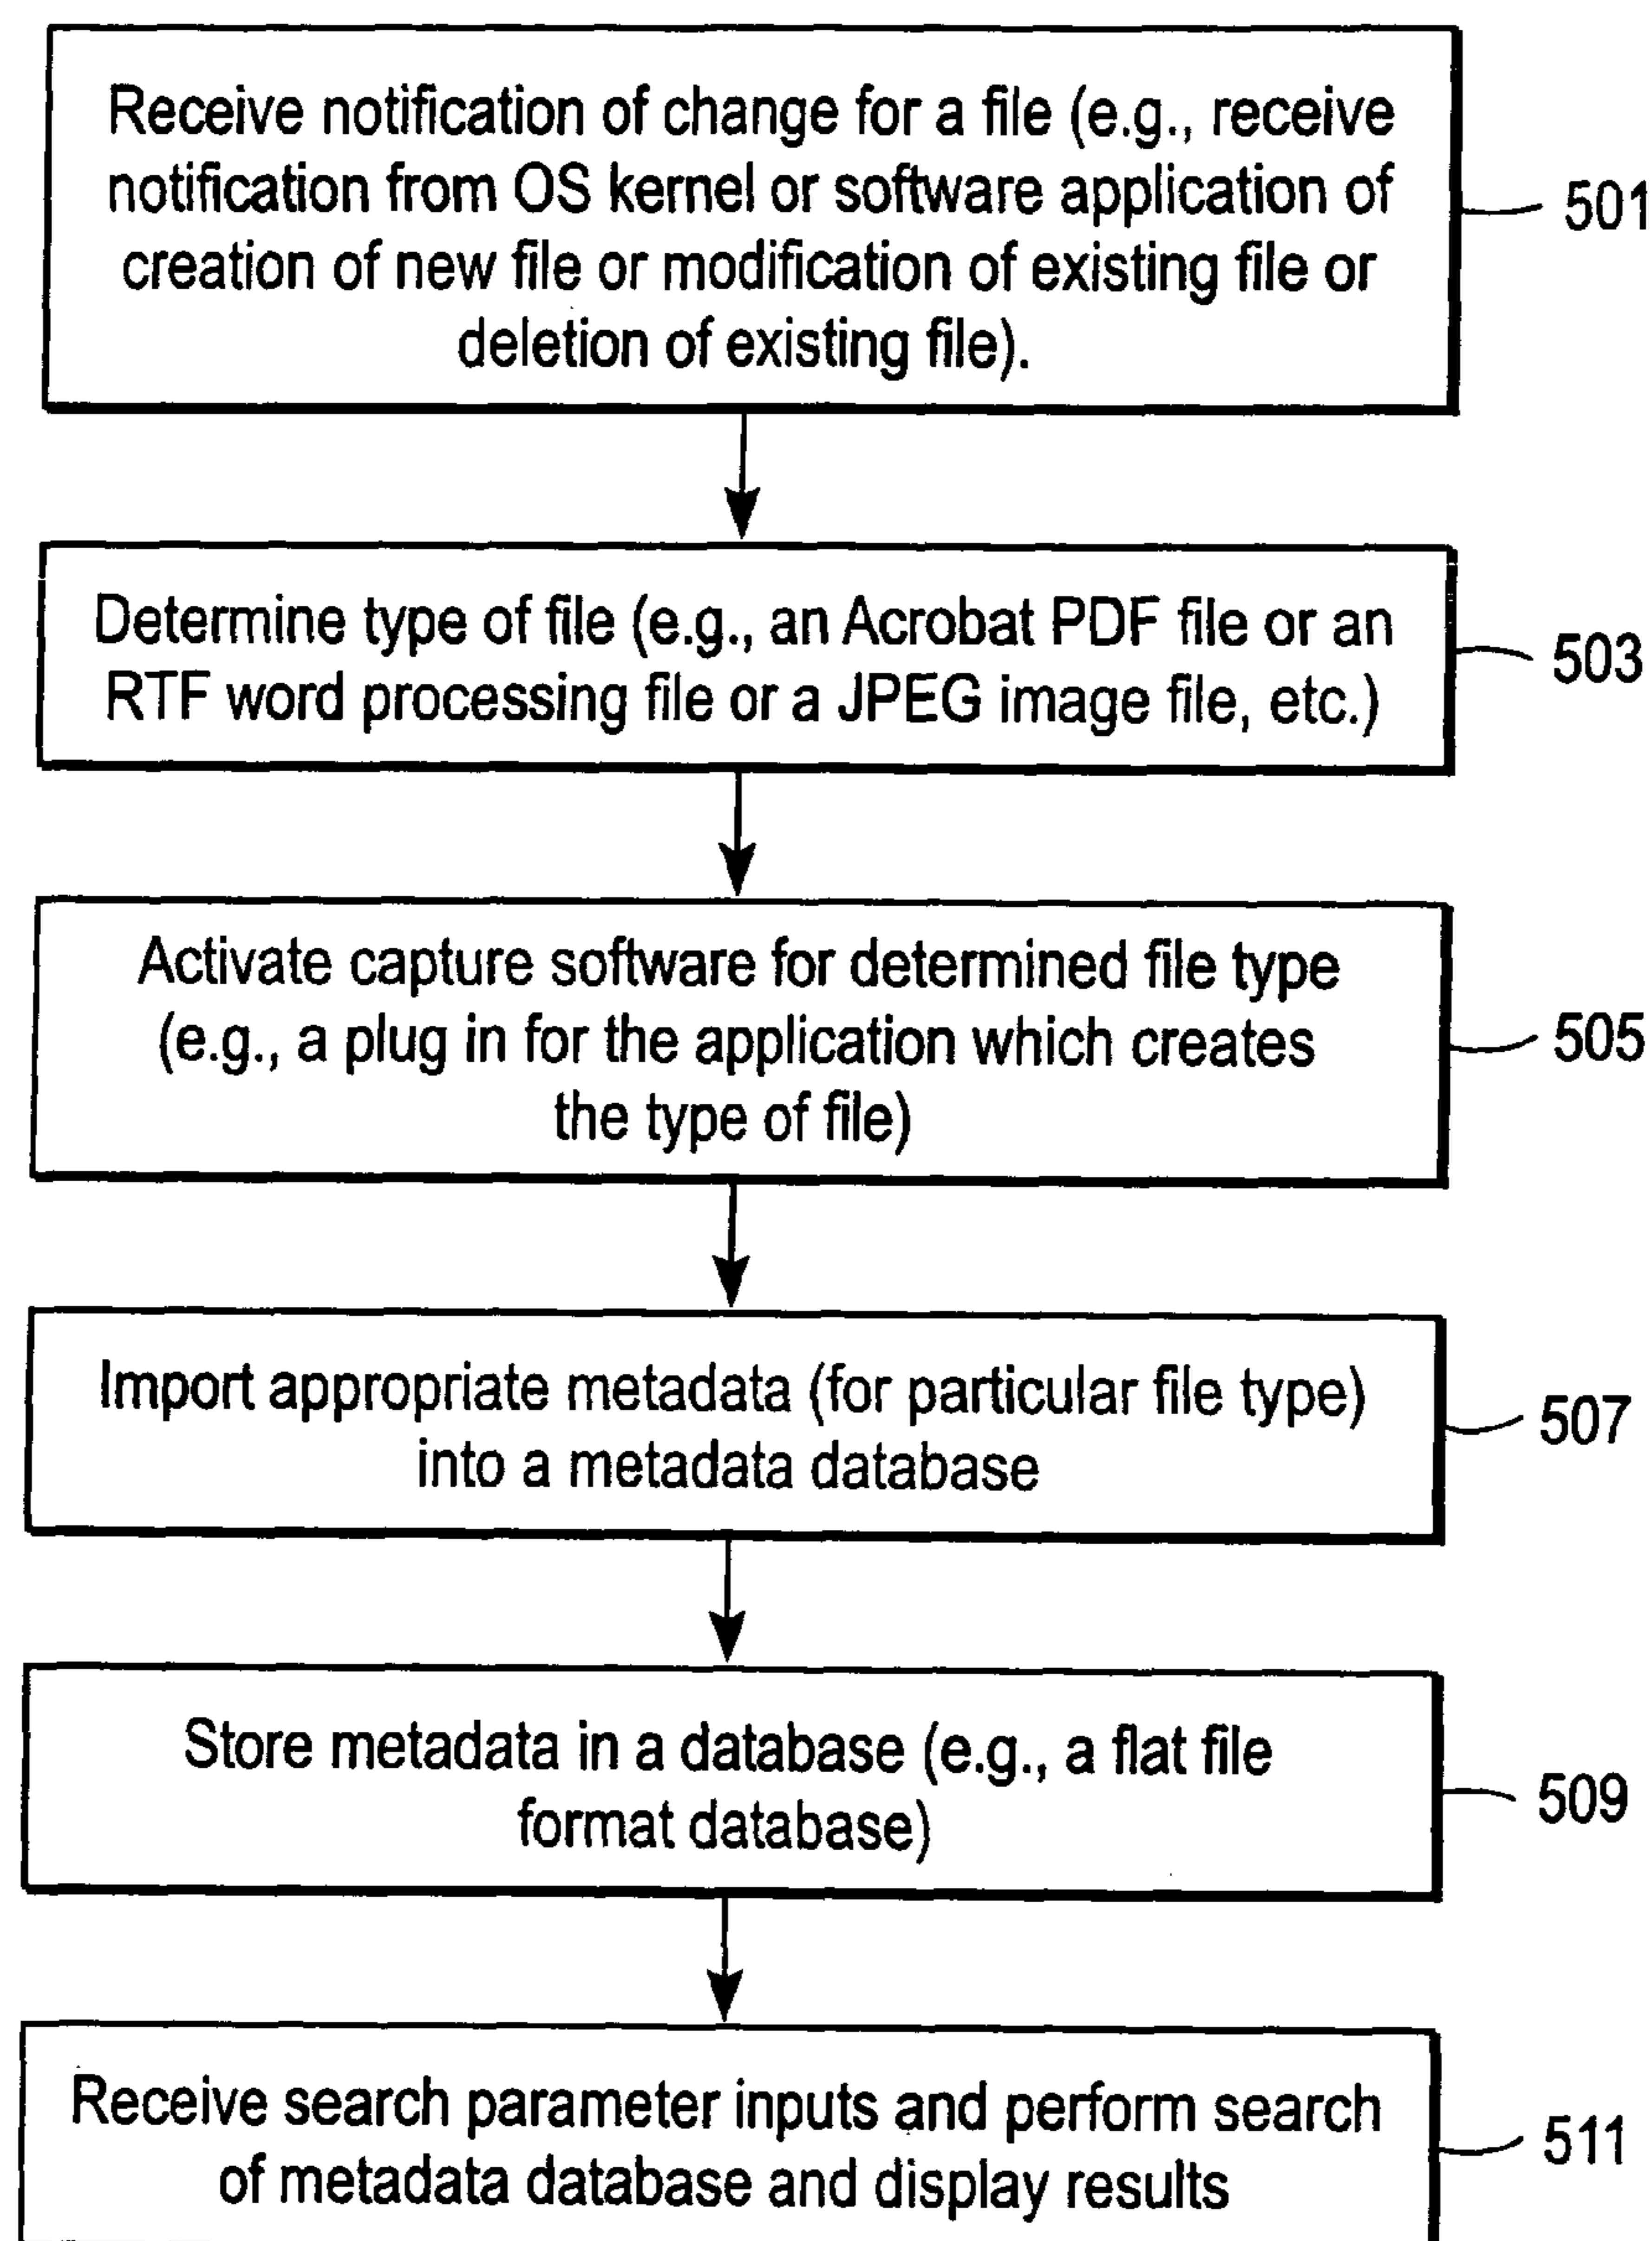 Receive notification of change for a file (e.g., receive
notification from OS kernel or software application of
creation of new file or modification of existing file or
deletion of existing file).
501
Determine type of file (e.g., an Acrobat PDF file or an
RTF word processing file or a JPEG image file, etc.)
503
Activate capture software for determined file type
(e.g., a plug in for the application which creates
the type of file)
505
Import appropriate metadata (for particular file type)
into a metadata database
507
Store metadata in a database (e.g., a flat file
format database)
509
Receive search parameter inputs and perform search
of metadata database and display results
511